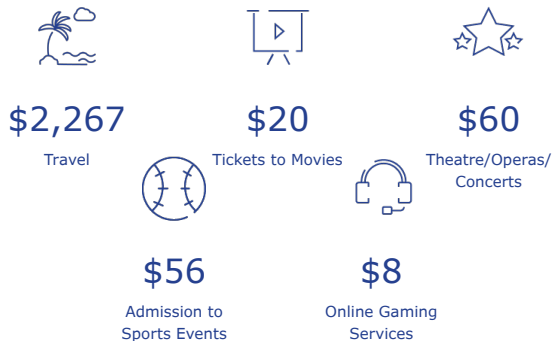 $2,267
Travel
$20
Tickets to Movies
$60
Theatre/Operas/
Concerts
$56
Admission to
Sports Events
$8
Online Gaming
Services